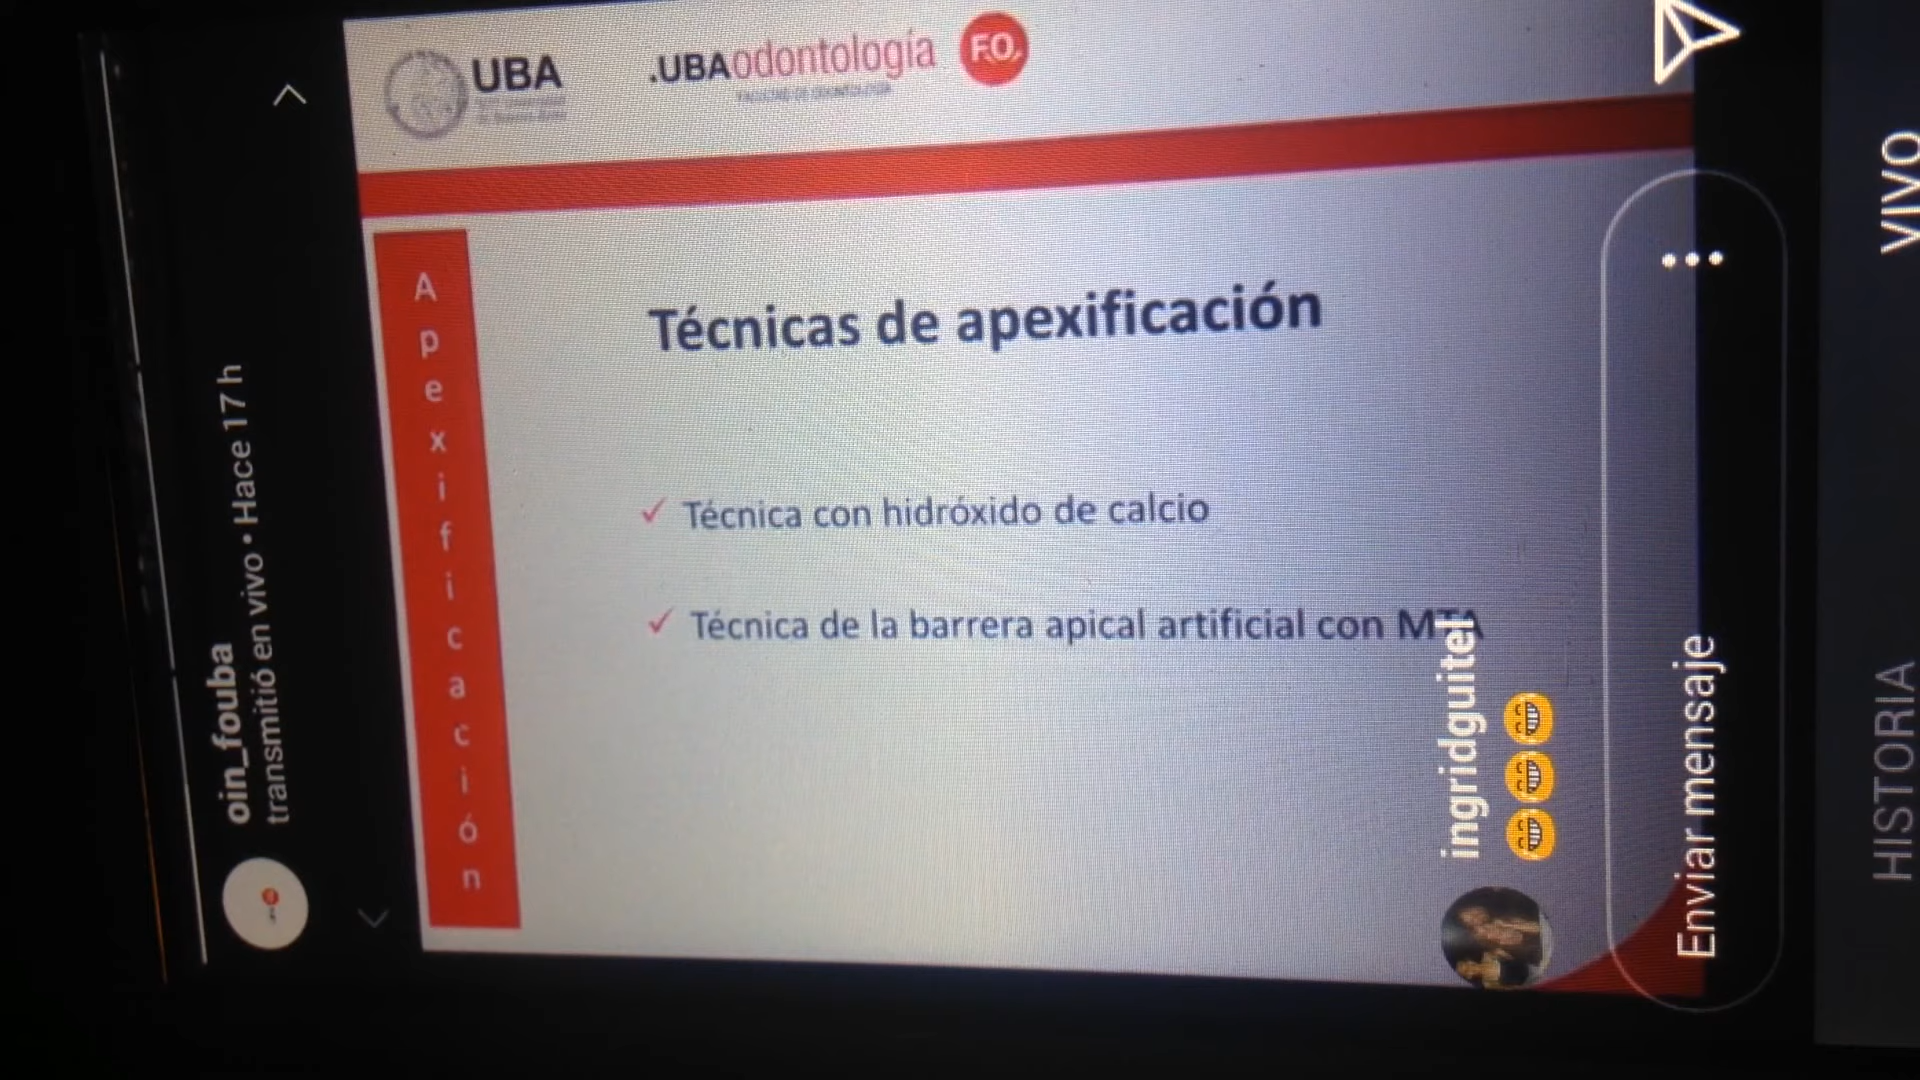 oin_fouba
transmitió en vivo • Hace 17 h
UBA
.UBAodontología
F.O.
Apexificación
Técnicas de apexificación
✓ Técnica con hidróxido de calcio
✓ Técnica de la barrera apical artificial con MTA
ingridguitel
Enviar mensaje
HISTORIA
VIVO